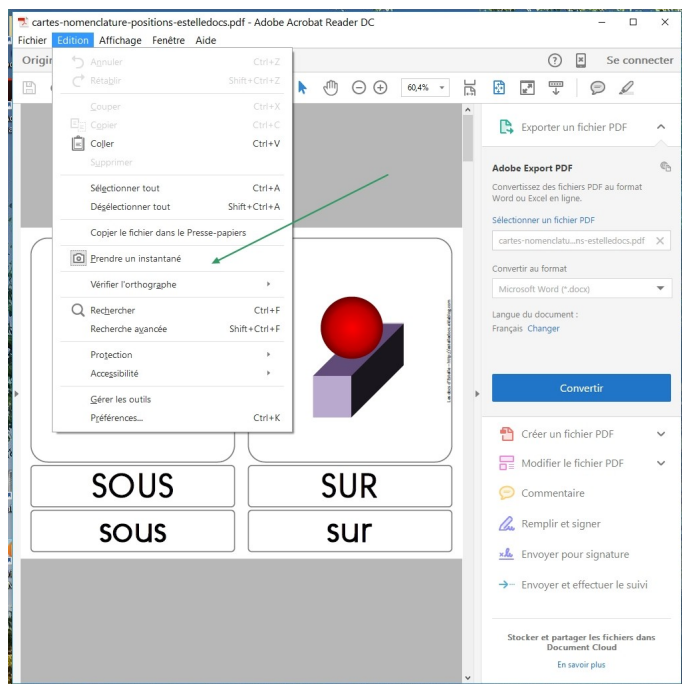 cartes-nomenclature-positions-estelledocs.pdf - Adobe Acrobat Reader DC
Fichier Edition Affichage Fenêtre Aide
Se connecter
Annuler Ctrl+Z
Rétablir Shift+Ctrl+Z
60,4%
Couper Ctrl+X
Copier Ctrl+C
Coller Ctrl+V
Supprimer
Sélectionner tout Ctrl+A
Désélectionner tout Shift+Ctrl+A
Copier le fichier dans le Presse-papiers
Prendre un instantané
Vérifier l'orthographe
Rechercher Ctrl+F
Recherche avancée Shift+Ctrl+F
Protection
Accessibilité
Gérer les outils
Préférences... Ctrl+K
SOUS
SUR
sous
sur
Exporter un fichier PDF
Adobe Export PDF
Convertissez des fichiers PDF au format
Word ou Excel en ligne.
Sélectionner un fichier PDF
cartes-nomenclatu...ns-estelledocs.pdf
Convertir au format
Microsoft Word (*.docx)
Langue du document :
Français Changer
Convertir
Créer un fichier PDF
Modifier le fichier PDF
Commentaire
Remplir et signer
Envoyer pour signature
Envoyer et effectuer le suivi
Stocker et partager les fichiers dans
Document Cloud
En savoir plus